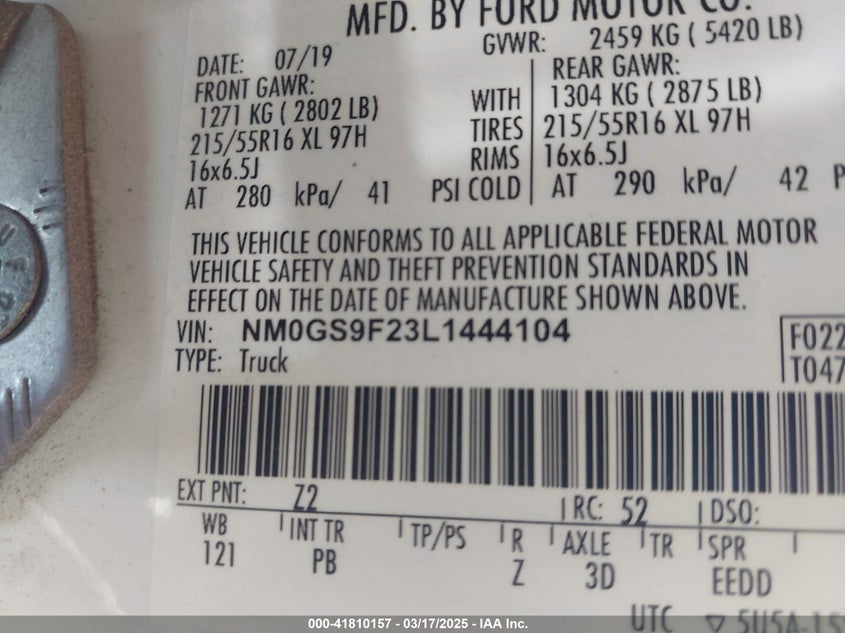 MFD. BY FORD MOTOR CO.
DATE: 07/19 GVWR: 2459 KG ( 5420 LB)
FRONT GAWR: REAR GAWR:
1271 KG ( 2802 LB) WITH 1304 KG ( 2875 LB)
215/55R16 XL 97H TIRES 215/55R16 XL 97H
16x6.5J RIMS 16x6.5J
AT 280 kPa/ 41 PSI COLD AT 290 kPa/ 42 P
THIS VEHICLE CONFORMS TO ALL APPLICABLE FEDERAL MOTOR
VEHICLE SAFETY AND THEFT PREVENTION STANDARDS IN
EFFECT ON THE DATE OF MANUFACTURE SHOWN ABOVE.
VIN: NM0GS9F23L1444104 F022
TYPE: Truck T047
EXT PNT: Z2 RC: 52 DSO:
WB INT TR TP/PS R AXLE TR SPR
121 PB Z 3D EEDD
UTC ▽ 5U5A-15
000-41810157 - 03/17/2025 - IAA Inc.